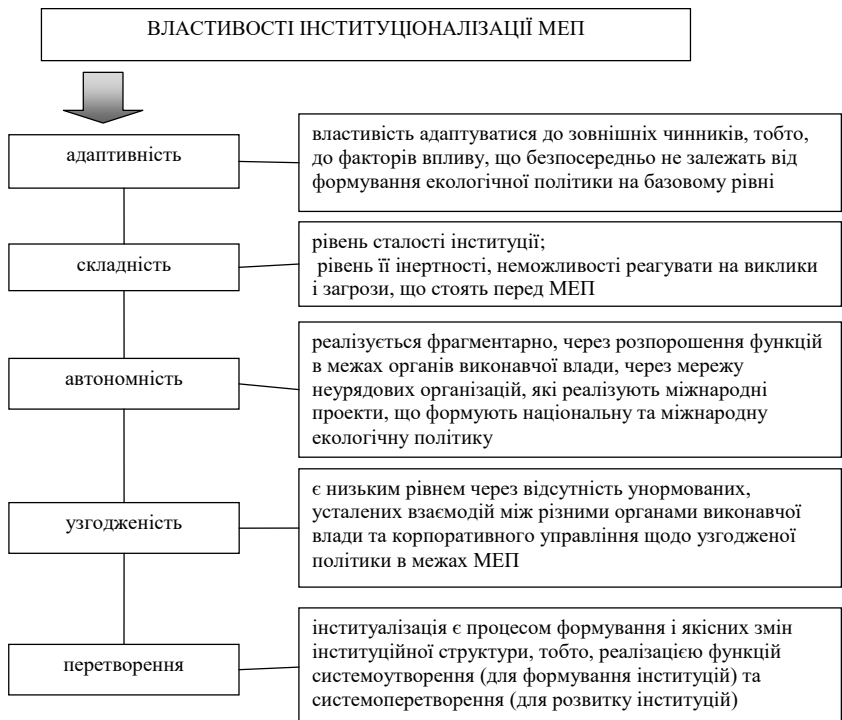 ВЛАСТИВОСТІ ІНСТИТУЦІОНАЛІЗАЦІЇ МЕП
адаптивність
властивість адаптуватися до зовнішніх чинників, тобто,
до факторів впливу, що безпосередньо не залежать від
формування екологічної політики на базовому рівні
складність
рівень сталості інституції;
рівень її інертності, неможливості реагувати на виклики
і загрози, що стоять перед МЕП
автономність
реалізується фрагментарно, через розпорошення функцій
в межах органів виконавчої влади, через мережу
неурядових організацій, які реалізують міжнародні
проекти, що формують національну та міжнародну
екологічну політику
узгодженість
є низьким рівнем через відсутність унормованих,
усталених взаємодій між різними органами виконавчої
влади та корпоративного управління щодо узгодженої
політики в межах МЕП
перетворення
інституалізація є процесом формування і якісних змін
інституційної структури, тобто, реалізацією функцій
системоутворення (для формування інституцій) та
системоперетворення (для розвитку інституцій)